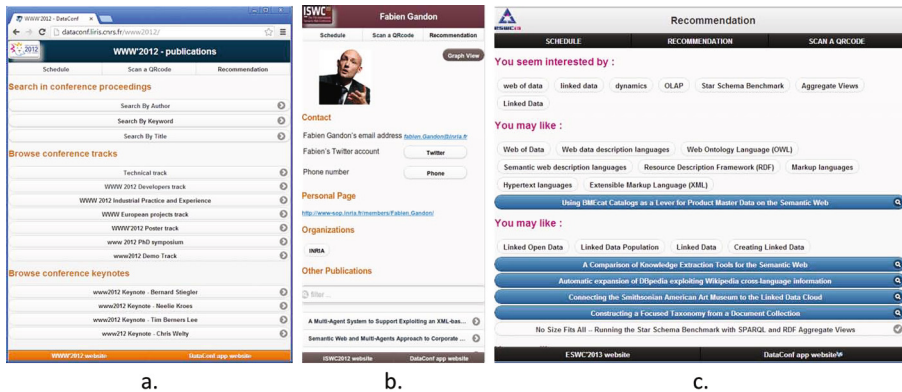 WWW'2012 - DataConf
dataconf.liris.cnrs.fr/www2012/
2012
WWW'2012 - publications
Schedule
Scan a QRcode
Recommendation
Search in conference proceedings
Search By Author
Search By Keyword
Search By Title
Browse conference tracks
Technical track
WWW 2012 Developers track
WWW 2012 Industrial Practice and Experience
WWW European projects track
WWW'2012 Poster track
www 2012 PhD symposium
www2012 Demo Track
Browse conference keynotes
www2012 Keynote - Bernard Stiegler
www2012 Keynote - Neelie Kroes
www2012 Keynote - Tim Berners Lee
www212 Keynote - Chris Welty
WWW'2012 website
DataConf app website
a.
ISWC
Fabien Gandon
Schedule
Scan a QRcode
Recommendation
Graph View
Contact
Fabien Gandon's email address fabien.Gandon@inria.fr
Fabien's Twitter account
Twitter
Phone number
Phone
Personal Page
http://www-sop.inria.fr/members/Fabien.Gandon/
Organizations
INRIA
Other Publications
filter ...
A Multi-Agent System to Support Exploiting an XML-bas...
Semantic Web and Multi-Agents Approach to Corporate ...
ISWC2012 website
DataConf app website
b.
Recommendation
SCHEDULE
RECOMMENDATION
SCAN A QRCODE
You seem interested by :
web of data
linked data
dynamics
OLAP
Star Schema Benchmark
Aggregate Views
Linked Data
You may like :
Web of Data
Web data description languages
Web Ontology Language (OWL)
Semantic web description languages
Resource Description Framework (RDF)
Markup languages
Hypertext languages
Extensible Markup Language (XML)
Using BMEcat Catalogs as a Lever for Product Master Data on the Semantic Web
You may like :
Linked Open Data
Linked Data Population
Linked Data
Creating Linked Data
A Comparison of Knowledge Extraction Tools for the Semantic Web
Automatic expansion of DBpedia exploiting Wikipedia cross-language information
Connecting the Smithsonian American Art Museum to the Linked Data Cloud
Constructing a Focused Taxonomy from a Document Collection
No Size Fits All – Running the Star Schema Benchmark with SPARQL and RDF Aggregate Views
ESWC'2013 website
DataConf app website
c.